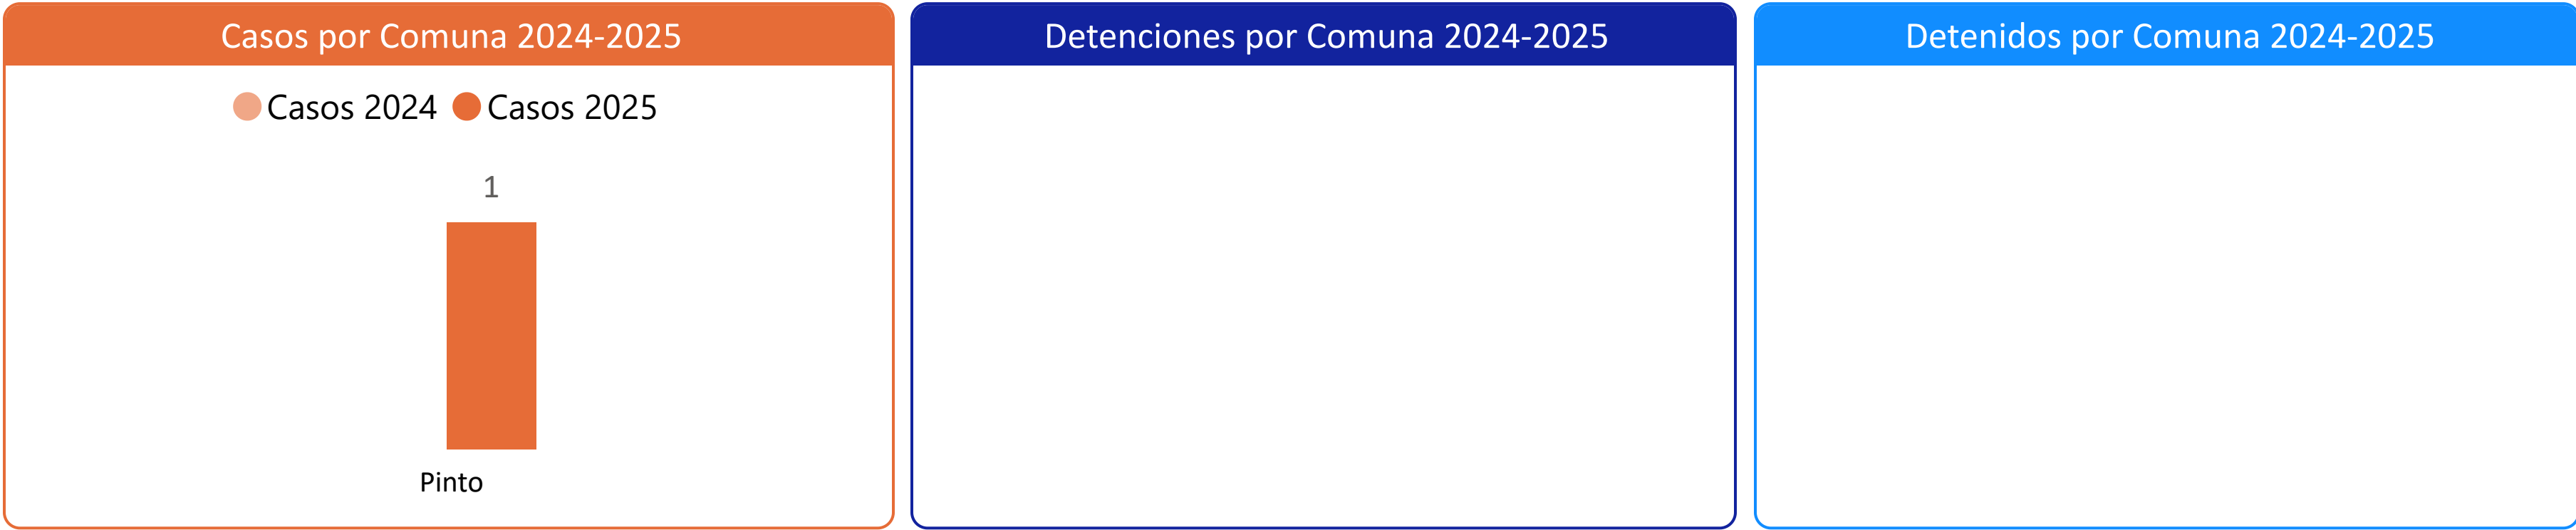 Casos por Comuna 2024-2025
Casos 2024 Casos 2025
1
Pinto
Detenciones por Comuna 2024-2025
Detenidos por Comuna 2024-2025